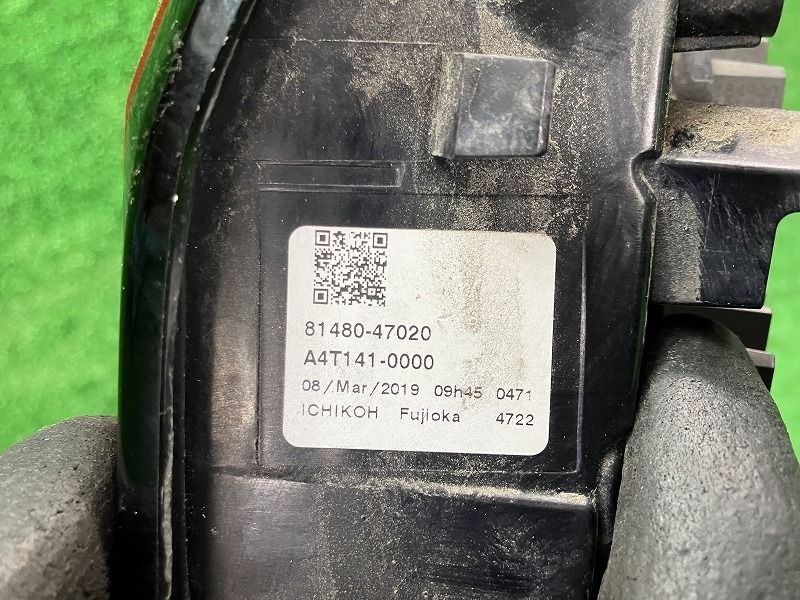 81480-47020
A4T141-0000
08/Mar/2019 09h45 0471
ICHIKOH Fujioka 4722